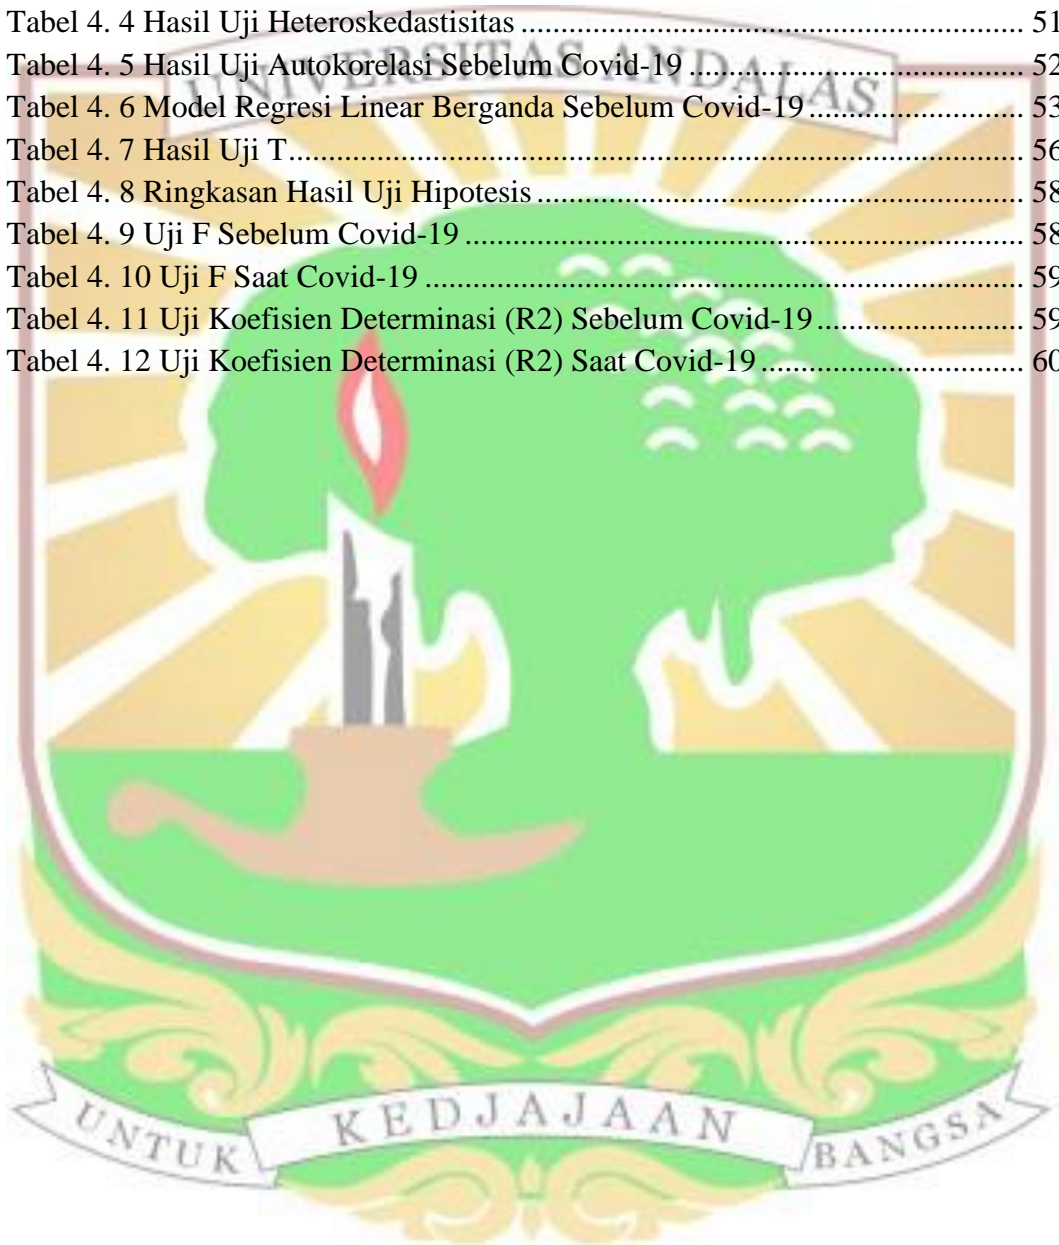 Tabel 4. 4 Hasil Uji Heteroskedastisitas ........................................................................ 51
Tabel 4. 5 Hasil Uji Autokorelasi Sebelum Covid-19 ................................................ 52
Tabel 4. 6 Model Regresi Linear Berganda Sebelum Covid-19 ............................... 53
Tabel 4. 7 Hasil Uji T................................................................................................ 56
Tabel 4. 8 Ringkasan Hasil Uji Hipotesis ..................................................................... 58
Tabel 4. 9 Uji F Sebelum Covid-19 ................................................................................ 58
Tabel 4. 10 Uji F Saat Covid-19 ..................................................................................... 59
Tabel 4. 11 Uji Koefisien Determinasi (R2) Sebelum Covid-19 .............................. 59
Tabel 4. 12 Uji Koefisien Determinasi (R2) Saat Covid-19 ..................................... 60
UNIVERSITAS ANDALAS
UNTUK KEDJAJAAN BANGSA